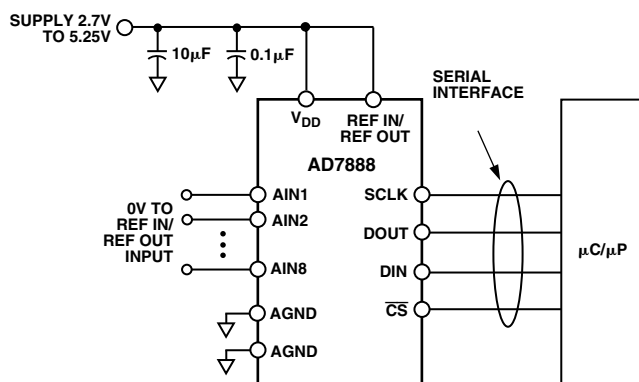 SUPPLY 2.7V
TO 5.25V
10μF
0.1μF
SERIAL
INTERFACE
VDD
REF IN/
REF OUT
AD7888
AIN1
SCLK
0V TO
REF IN/
REF OUT
INPUT
AIN2
DOUT
μC/μP
AIN8
DIN
AGND
CS
AGND